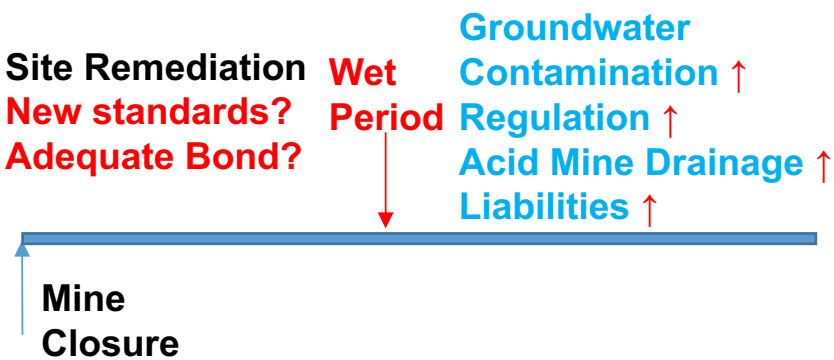 Site Remediation
New standards?
Adequate Bond?
Wet
Period
Groundwater
Contamination ↑
Regulation ↑
Acid Mine Drainage ↑
Liabilities ↑
Mine
Closure